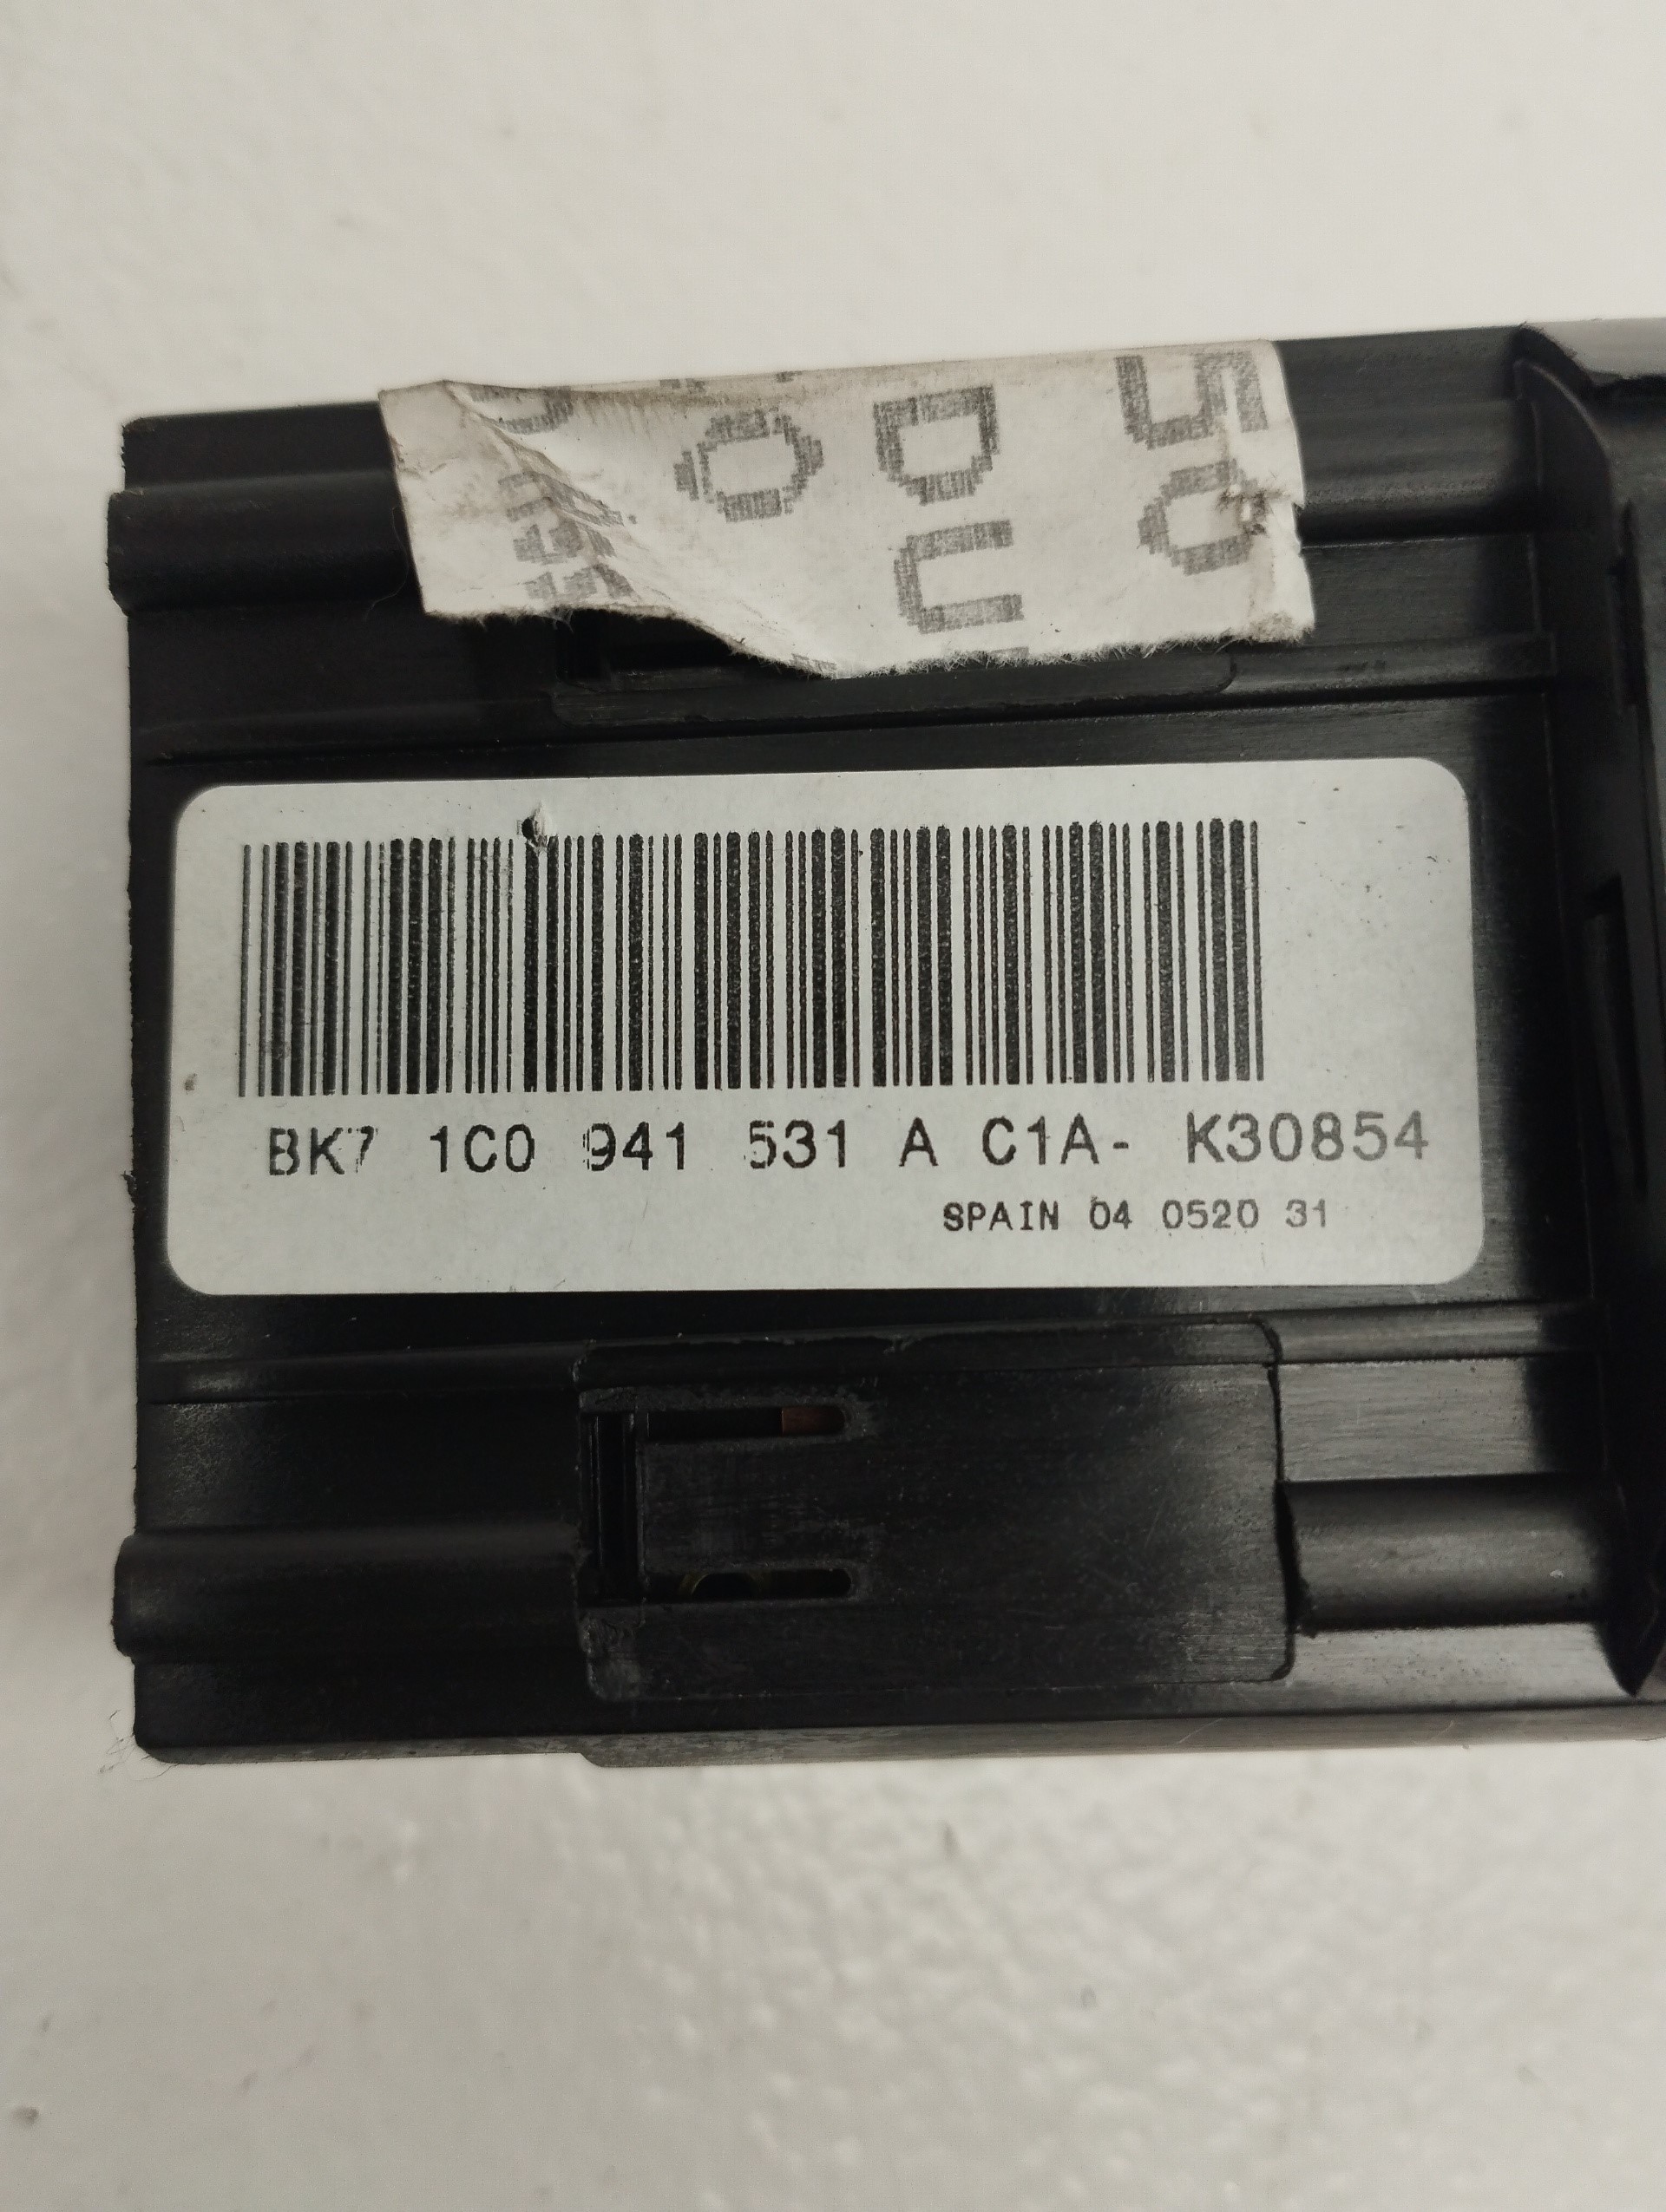 BK7 1C0 941 531 A C1A- K30854
SPAIN 04 0520 31